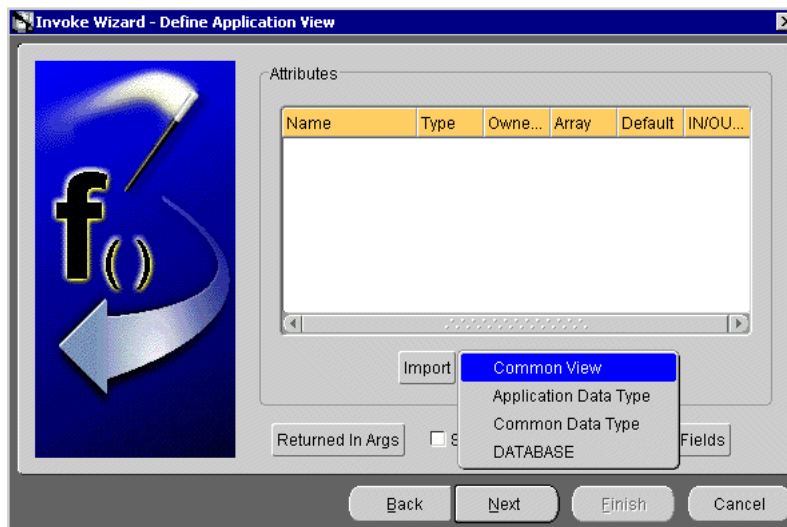 Invoke Wizard - Define Application View
Attributes
Name Type Owne... Array Default IN/OU...
f()
Import Common View
Application Data Type
Common Data Type
DATABASE
Returned In Args S Fields
Back Next Finish Cancel